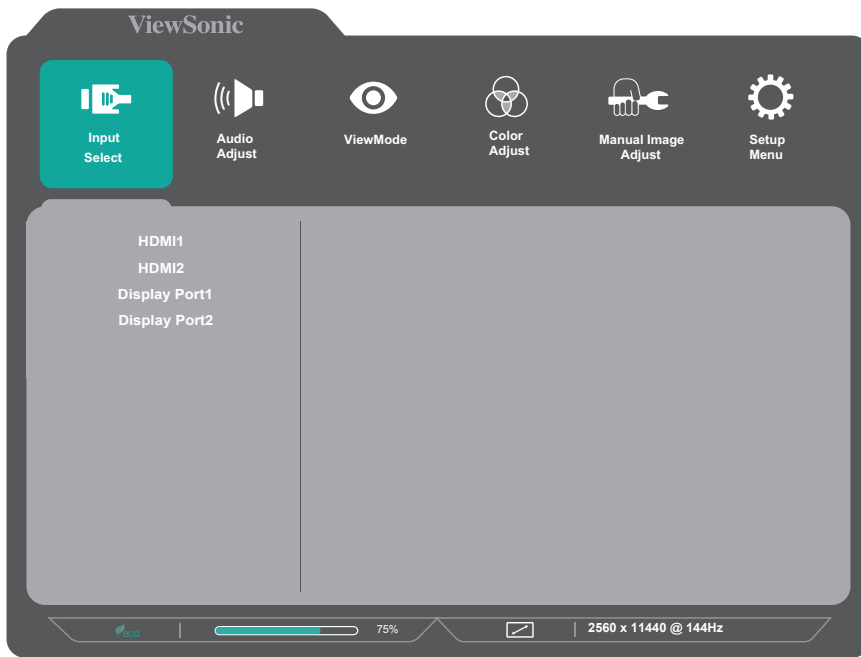 ViewSonic
Input
Select
Audio
Adjust
ViewMode
Color
Adjust
Manual Image
Adjust
Setup
Menu
HDMI1
HDMI2
Display Port1
Display Port2
eco
75%
2560 x 11440 @ 144Hz